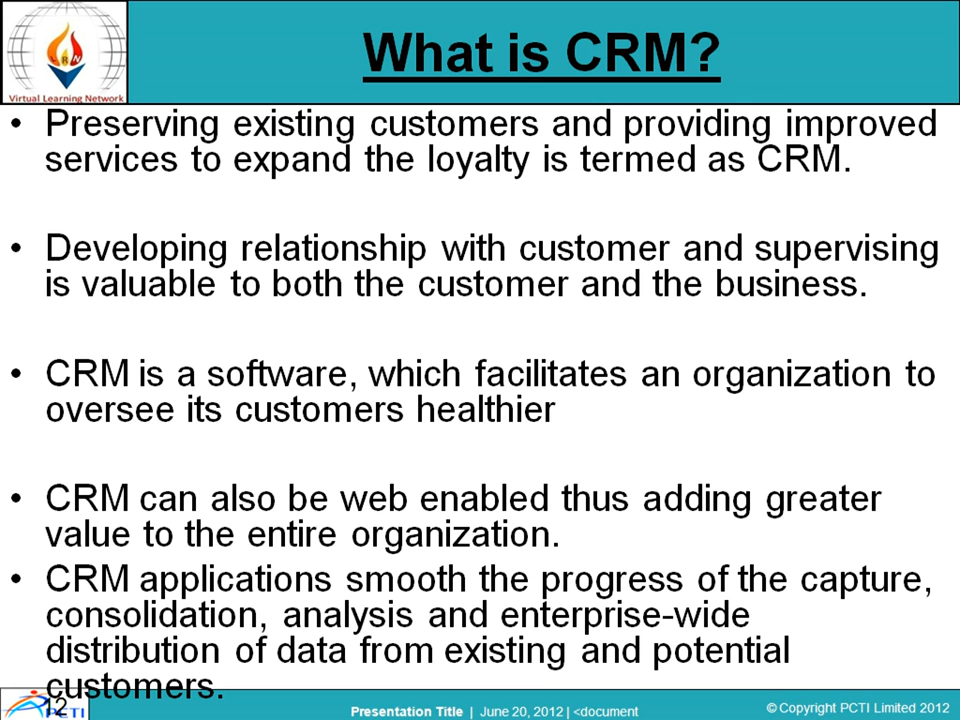 What is CRM?
Virtual Learning Network
• Preserving existing customers and providing improved
services to expand the loyalty is termed as CRM.
• Developing relationship with customer and supervising
is valuable to both the customer and the business.
• CRM is a software, which facilitates an organization to
oversee its customers healthier
• CRM can also be web enabled thus adding greater
value to the entire organization.
• CRM applications smooth the progress of the capture,
consolidation, analysis and enterprise-wide
distribution of data from existing and potential
customers.
12
PCTI
Presentation Title | June 20, 2012 | <document
© Copyright PCTI Limited 2012